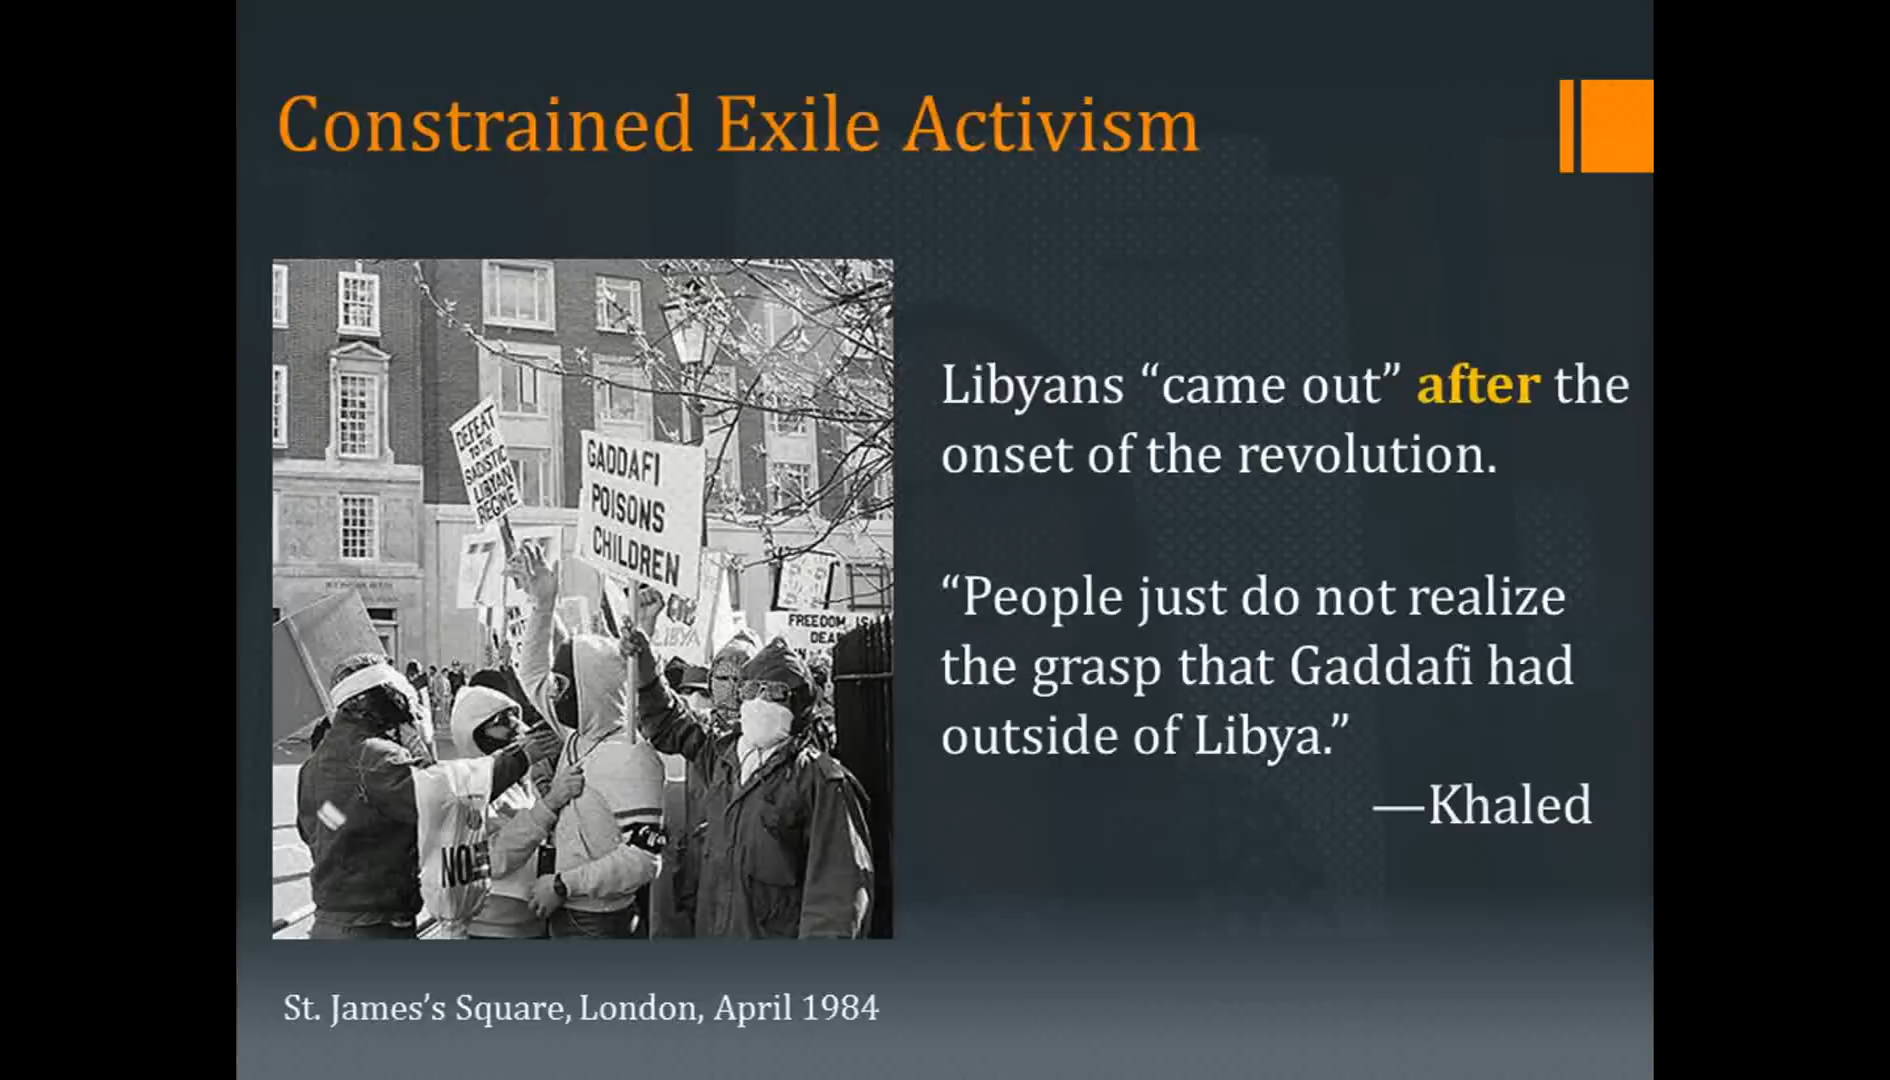 Constrained Exile Activism
DEFEAT
TO THE
SADISTIC
LIBYAN
REGIME
GADDAFI
POISONS
CHILDREN
FREEDOM IS
DEAD
LIBYA
NO
Libyans “came out” after the
onset of the revolution.
“People just do not realize
the grasp that Gaddafi had
outside of Libya.”
—Khaled
St. James’s Square, London, April 1984